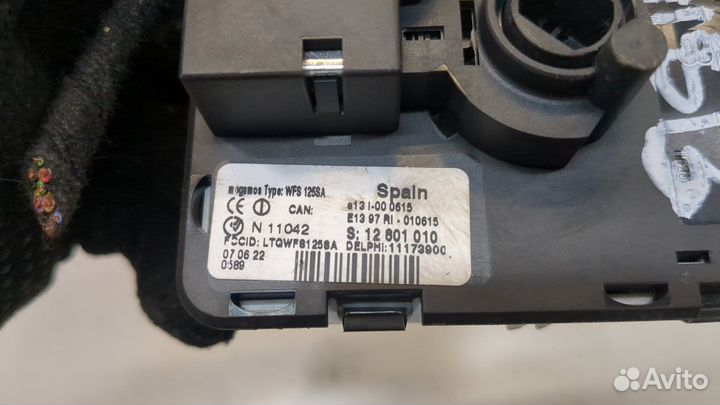 megamos Type: WFS 125SA
Spain
CAN:
e13 I-00 0615
N 11042
E13 97 RI - 010615
S: 12 801 010
FCCID: LTQWFS125SA
DELPHI: 11173900
07 06 22
0589
Avito